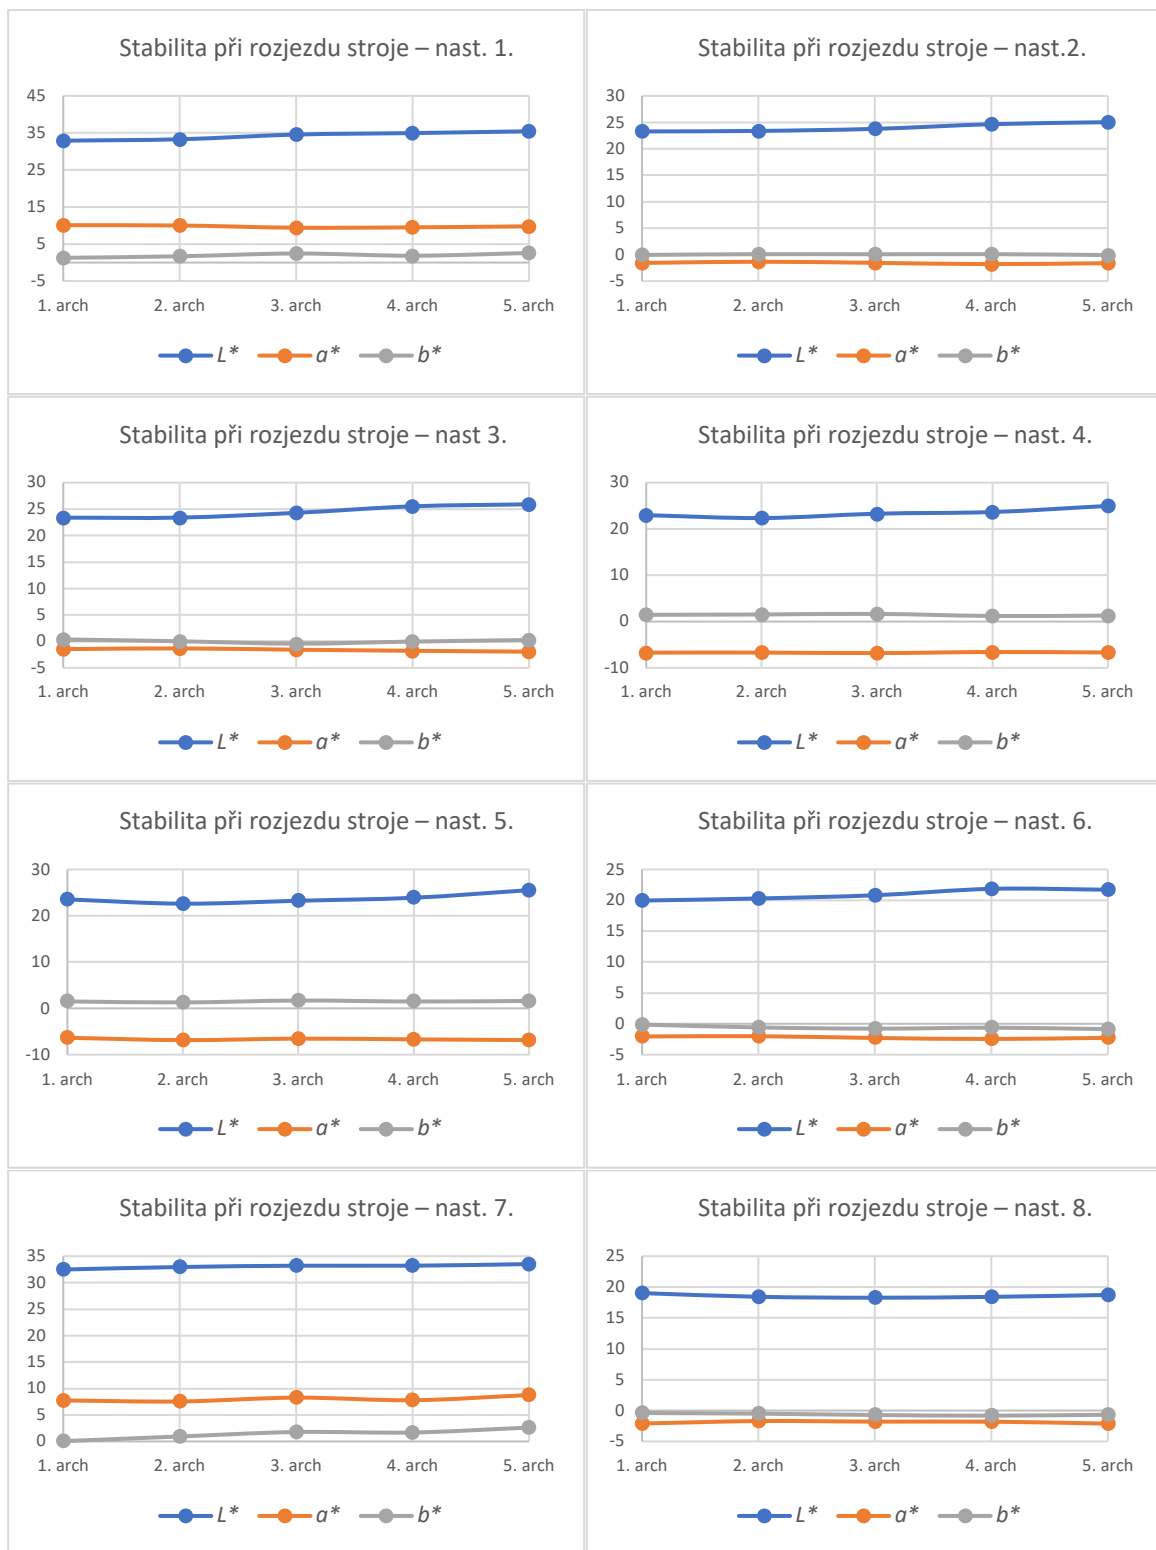 Stabilita při rozjezdu stroje – nast. 1.
45
35
25
15
5
-5
1. arch 2. arch 3. arch 4. arch 5. arch
L* a* b*
Stabilita při rozjezdu stroje – nast.2.
30
25
20
15
10
5
0
-5
1. arch 2. arch 3. arch 4. arch 5. arch
L* a* b*
Stabilita při rozjezdu stroje – nast 3.
30
25
20
15
10
5
0
-5
1. arch 2. arch 3. arch 4. arch 5. arch
L* a* b*
Stabilita při rozjezdu stroje – nast. 4.
30
20
10
0
-10
1. arch 2. arch 3. arch 4. arch 5. arch
L* a* b*
Stabilita při rozjezdu stroje – nast. 5.
30
20
10
0
-10
1. arch 2. arch 3. arch 4. arch 5. arch
L* a* b*
Stabilita při rozjezdu stroje – nast. 6.
25
20
15
10
5
0
-5
1. arch 2. arch 3. arch 4. arch 5. arch
L* a* b*
Stabilita při rozjezdu stroje – nast. 7.
35
30
25
20
15
10
5
0
1. arch 2. arch 3. arch 4. arch 5. arch
L* a* b*
Stabilita při rozjezdu stroje – nast. 8.
25
20
15
10
5
0
-5
1. arch 2. arch 3. arch 4. arch 5. arch
L* a* b*